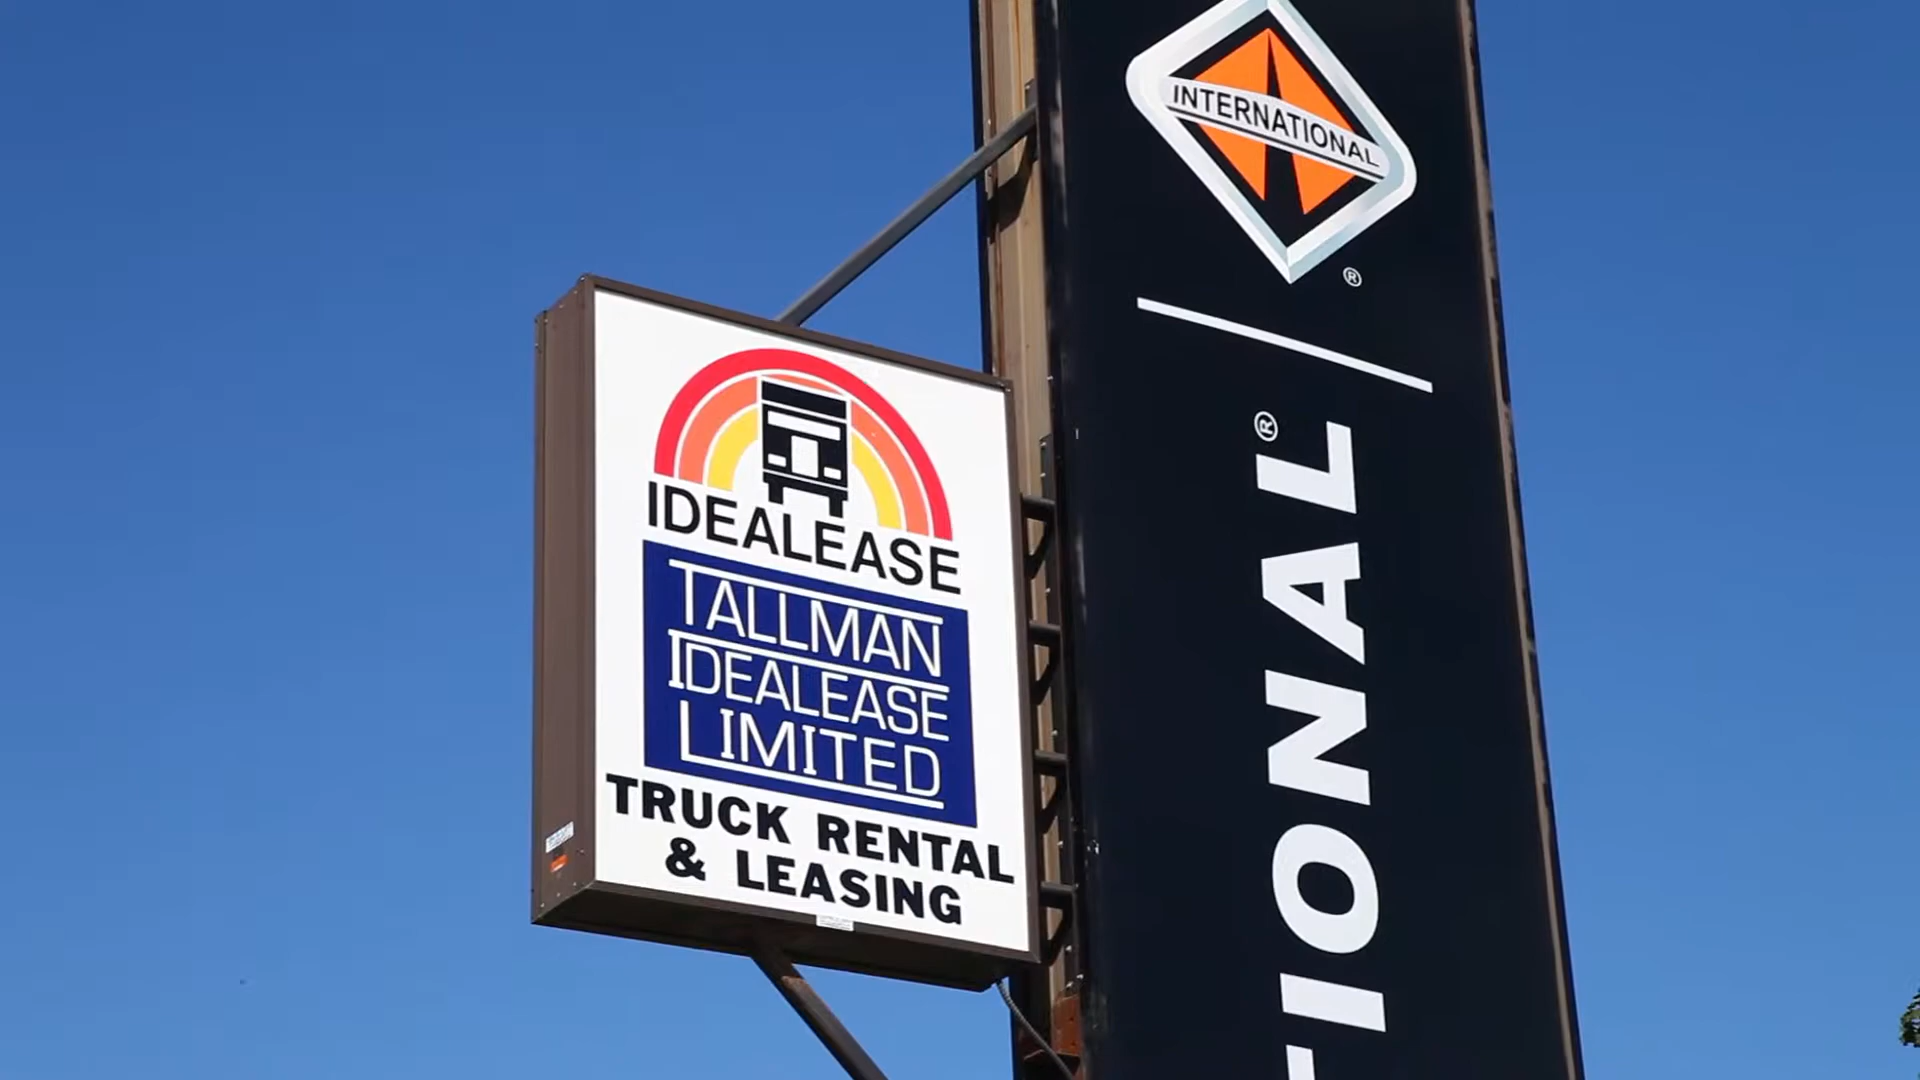 IDEALEASE
TALLMAN
IDEALEASE
LIMITED
TRUCK RENTAL
& LEASING
INTERNATIONAL
®
TIONAL®